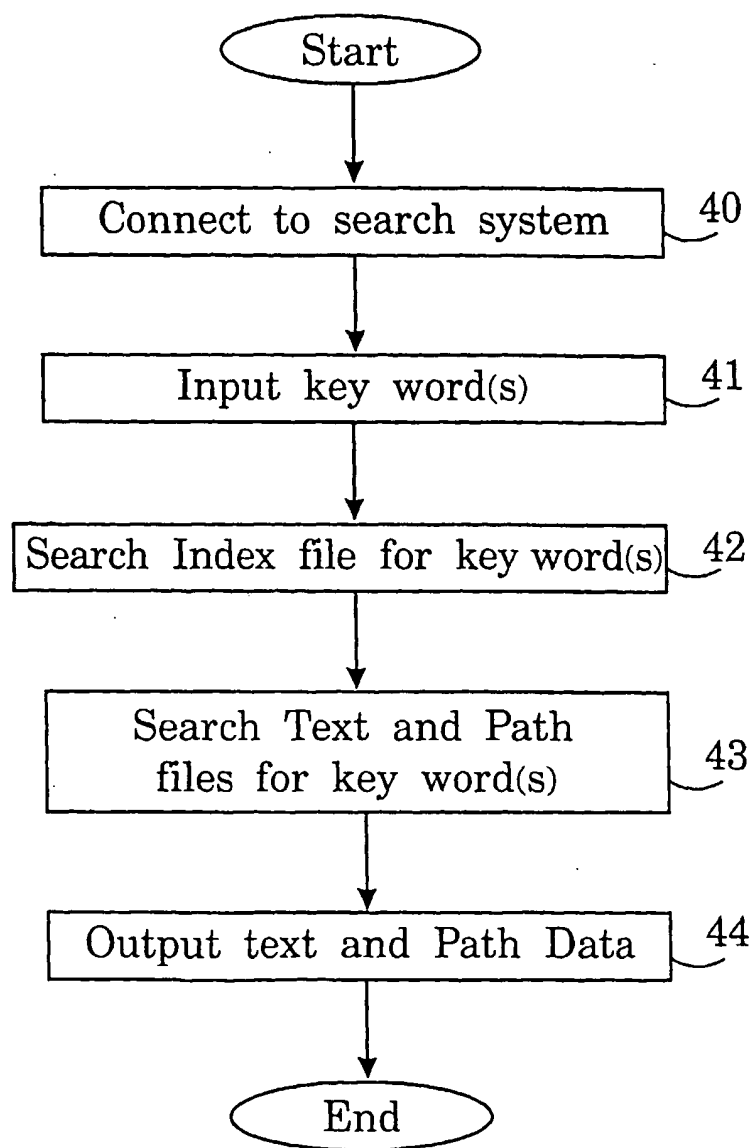 Start
Connect to search system
40
Input key word(s)
41
Search Index file for key word(s)
42
Search Text and Path
files for key word(s)
43
Output text and Path Data
44
End